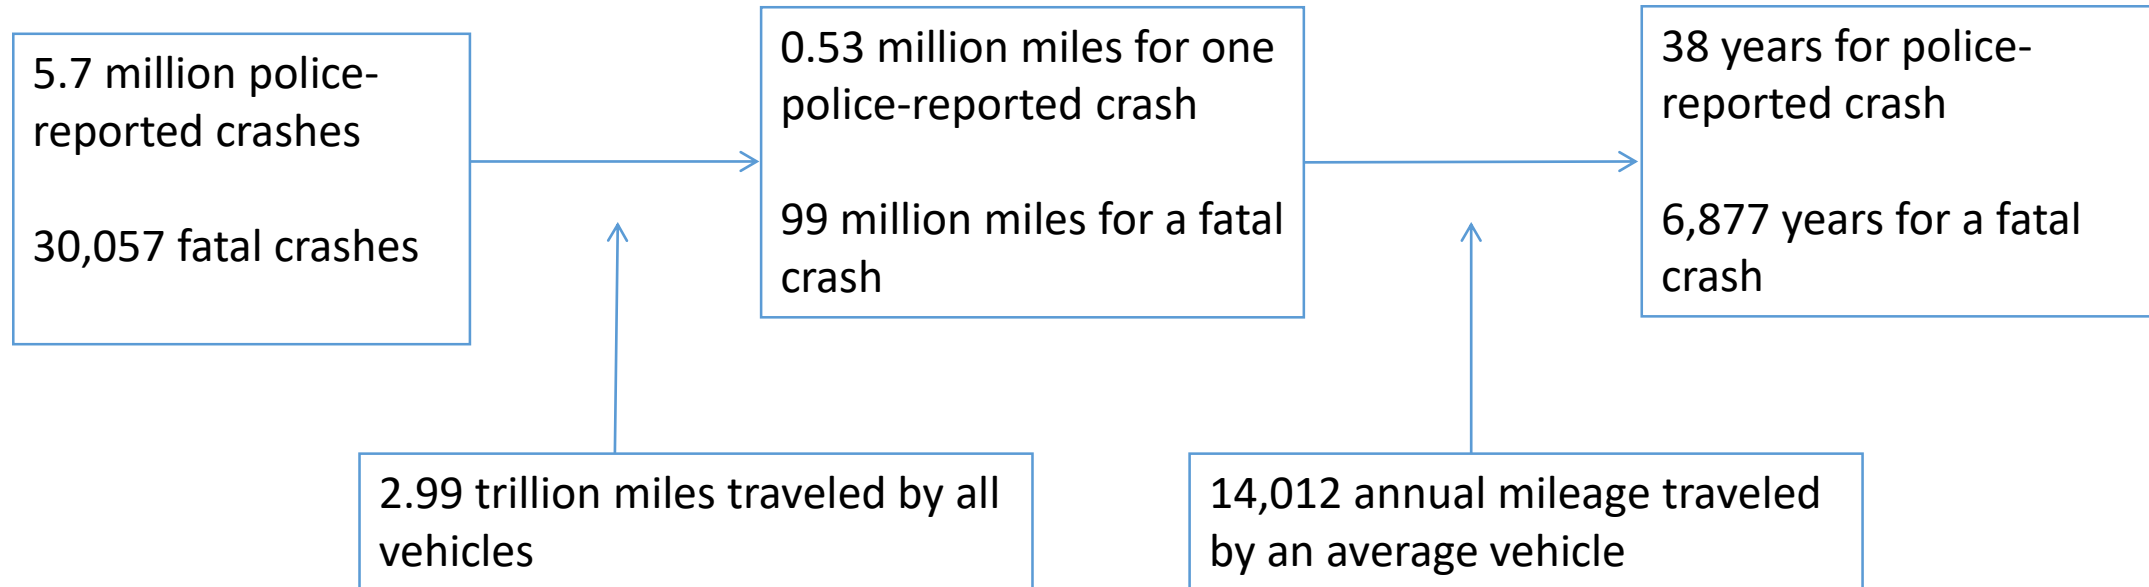 5.7 million police-
reported crashes
30,057 fatal crashes
0.53 million miles for one
police-reported crash
99 million miles for a fatal
crash
38 years for police-
reported crash
6,877 years for a fatal
crash
2.99 trillion miles traveled by all
vehicles
14,012 annual mileage traveled
by an average vehicle